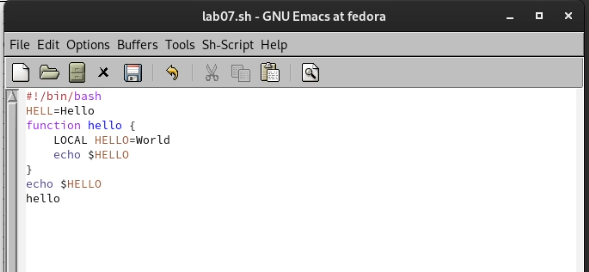 lab07.sh - GNU Emacs at fedora
File Edit Options Buffers Tools Sh-Script Help
#!/bin/bash
HELL=Hello
function hello {
    LOCAL HELLO=World
    echo $HELLO
}
echo $HELLO
hello